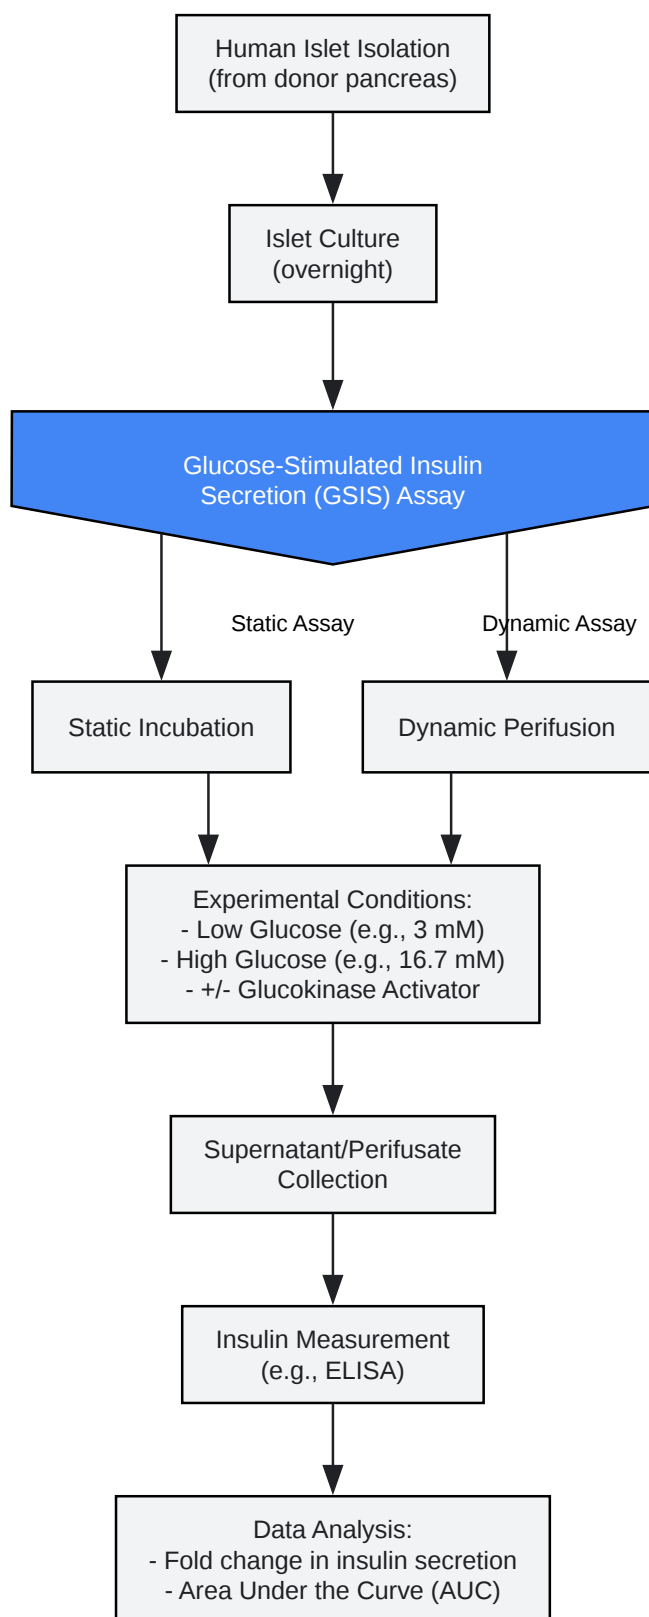 Human Islet Isolation
(from donor pancreas)
Islet Culture
(overnight)
Glucose-Stimulated Insulin
Secretion (GSIS) Assay
Static Assay
Dynamic Assay
Static Incubation
Dynamic Perifusion
Experimental Conditions:
- Low Glucose (e.g., 3 mM)
- High Glucose (e.g., 16.7 mM)
- +/- Glucokinase Activator
Supernatant/Perifusate
Collection
Insulin Measurement
(e.g., ELISA)
Data Analysis:
- Fold change in insulin secretion
- Area Under the Curve (AUC)